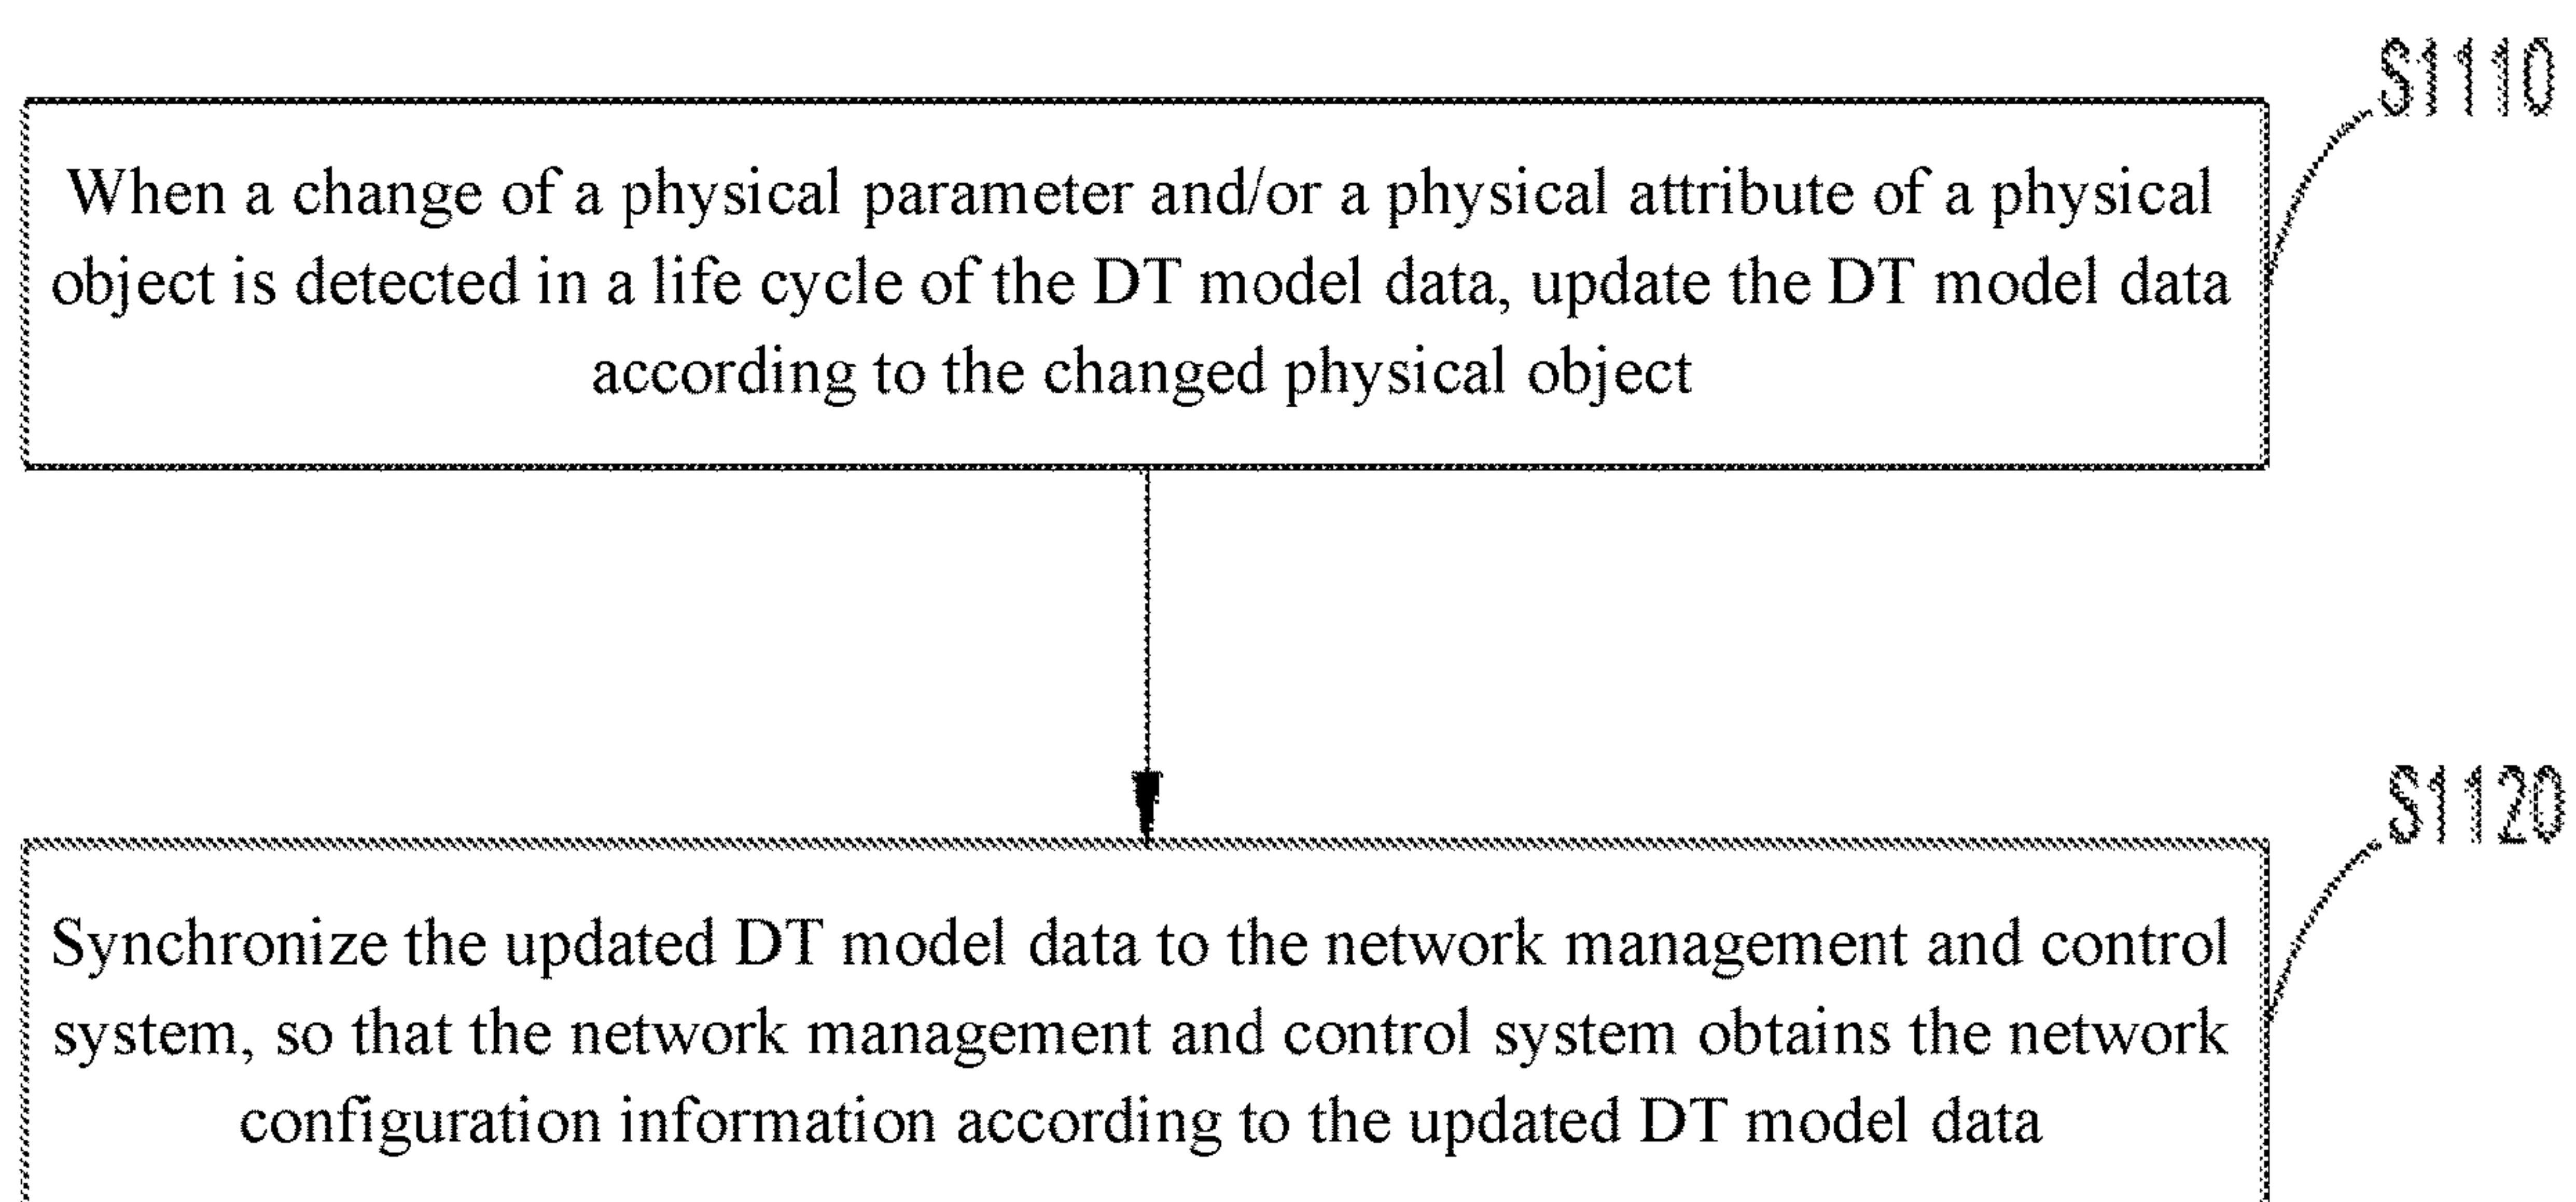 S1110
When a change of a physical parameter and/or a physical attribute of a physical
object is detected in a life cycle of the DT model data, update the DT model data
according to the changed physical object
S1120
Synchronize the updated DT model data to the network management and control
system, so that the network management and control system obtains the network
configuration information according to the updated DT model data